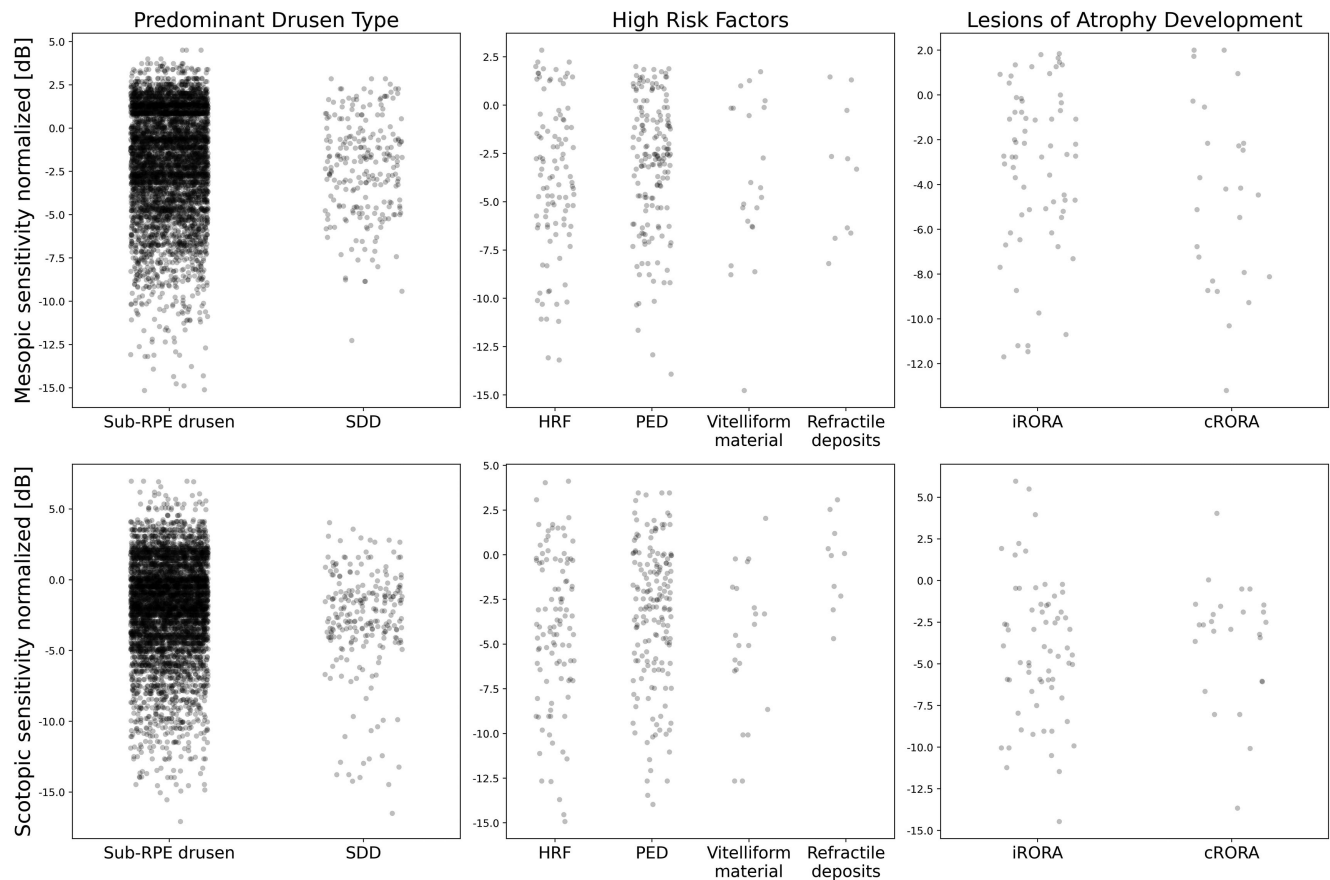 Predominant Drusen Type
High Risk Factors
Lesions of Atrophy Development
Mesopic sensitivity normalized [dB]
5.0
2.5
0.0
-2.5
-5.0
-7.5
-10.0
-12.5
-15.0
Sub-RPE drusen
SDD
2.5
0.0
-2.5
-5.0
-7.5
-10.0
-12.5
-15.0
HRF
PED
Vitelliform
material
Refractile
deposits
2.0
0.0
-2.0
-4.0
-6.0
-8.0
-10.0
-12.0
iRORA
cRORA
Scotopic sensitivity normalized [dB]
5.0
0.0
-5.0
-10.0
-15.0
Sub-RPE drusen
SDD
5.0
2.5
0.0
-2.5
-5.0
-7.5
-10.0
-12.5
-15.0
HRF
PED
Vitelliform
material
Refractile
deposits
5.0
2.5
0.0
-2.5
-5.0
-7.5
-10.0
-12.5
-15.0
iRORA
cRORA